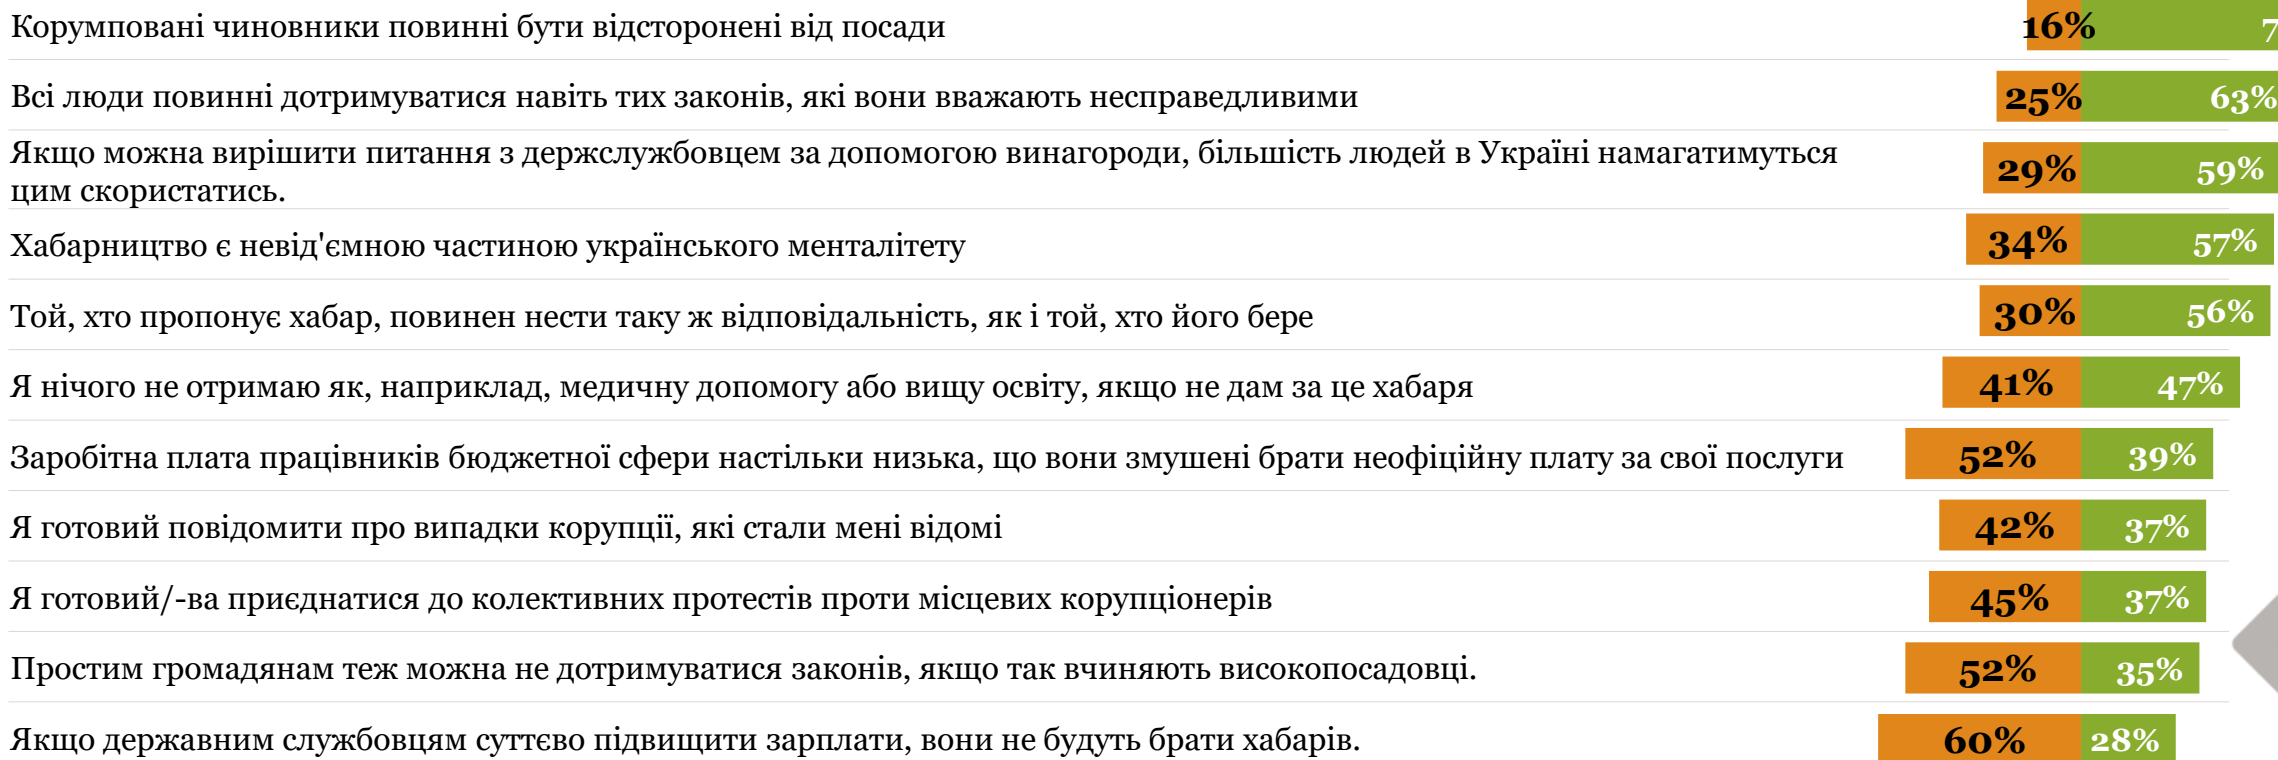 Корумповані чиновники повинні бути відсторонені від посади 16% 7
Всі люди повинні дотримуватися навіть тих законів, які вони вважають несправедливими 25% 63%
Якщо можна вирішити питання з держслужбовцем за допомогою винагороди, більшість людей в Україні намагатимуться
цим скористатись. 29% 59%
Хабарництво є невід'ємною частиною українського менталітету 34% 57%
Той, хто пропонує хабар, повинен нести таку ж відповідальність, як і той, хто його бере 30% 56%
Я нічого не отримаю як, наприклад, медичну допомогу або вищу освіту, якщо не дам за це хабаря 41% 47%
Заробітна плата працівників бюджетної сфери настільки низька, що вони змушені брати неофіційну плату за свої послуги 52% 39%
Я готовий повідомити про випадки корупції, які стали мені відомі 42% 37%
Я готовий/-ва приєднатися до колективних протестів проти місцевих корупціонерів 45% 37%
Простим громадянам теж можна не дотримуватися законів, якщо так вчиняють високопосадовці. 52% 35%
Якщо державним службовцям суттєво підвищити зарплати, вони не будуть брати хабарів. 60% 28%